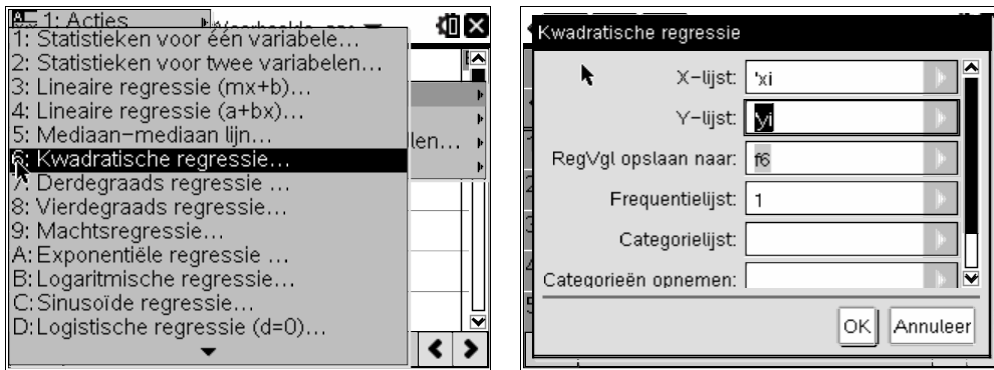 1: Acties
1: Statistieken voor één variabele...
2: Statistieken voor twee variabelen...
3: Lineaire regressie (mx+b)...
4: Lineaire regressie (a+bx)...
5: Mediaan-mediaan lijn...
len...
6: Kwadratische regressie...
7: Derdegraads regressie ...
8: Vierdegraads regressie...
9: Machtsregressie...
A: Exponentiële regressie...
B: Logaritmische regressie...
C: Sinusoïde regressie...
D: Logistische regressie (d=0)...
Kwadratische regressie
X-lijst: 'xi
Y-lijst: 'yi
RegVgl opslaan naar: f6
Frequentielijst: 1
Categorielijst:
Categorieën opnemen:
OK Annuleer